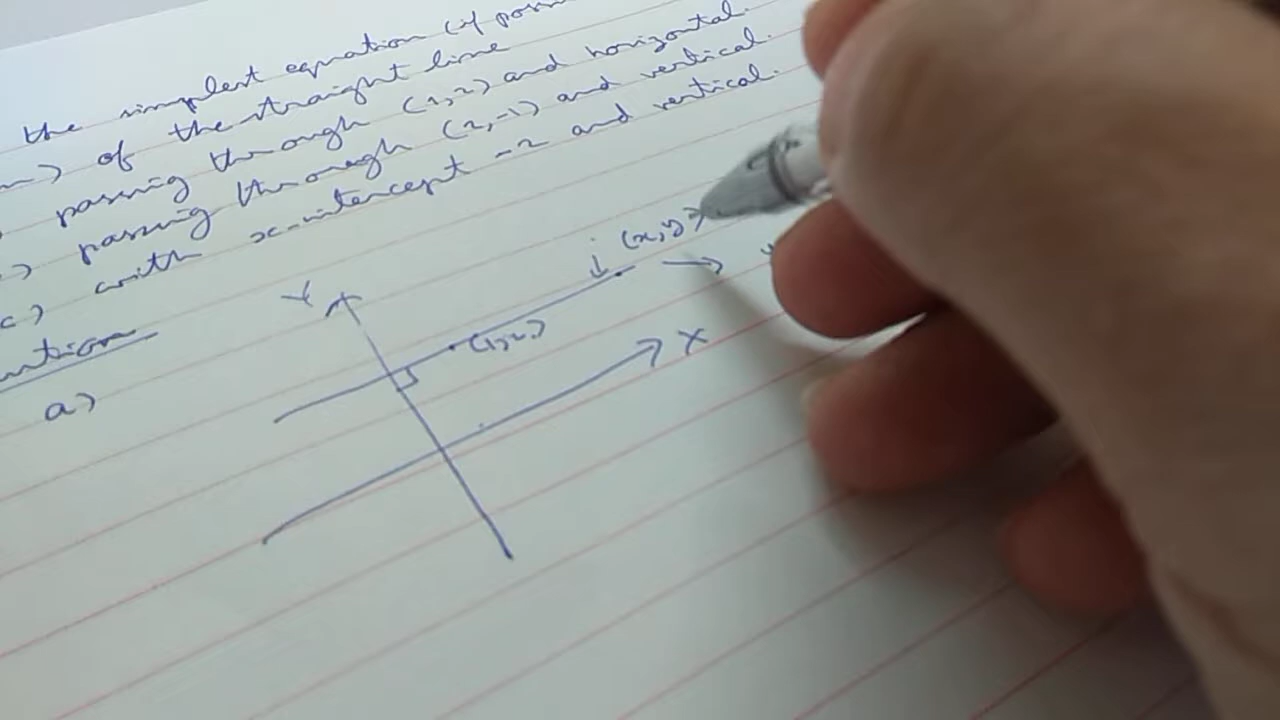 the simplest equation (if
of the straight line
passing through (1,2) and horizontal.
passing through (2,-1) and vertical.
c) with x-intercept -2 and vertical.
a)
Y
(x,y)
(1,2)
X